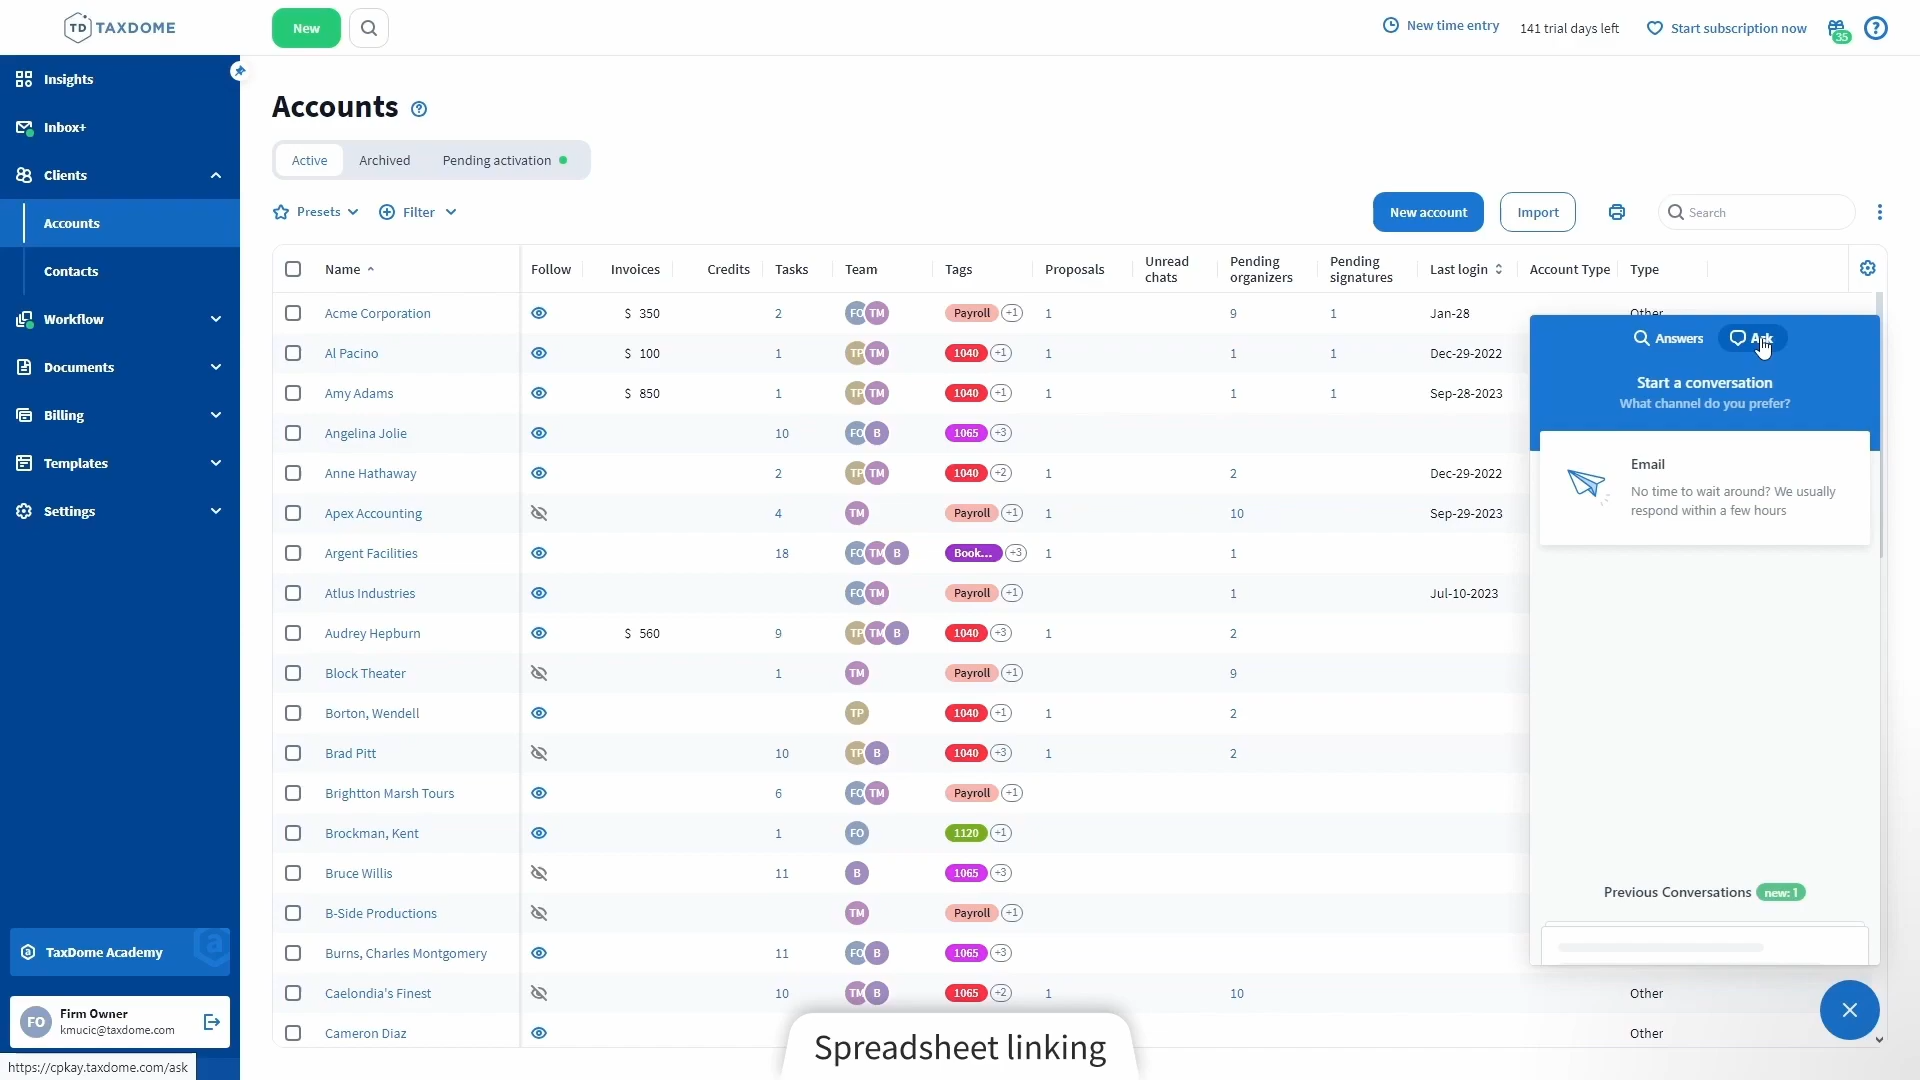 TD TAXDOME
New
New time entry
141 trial days left
Start subscription now
35
?
Insights
Inbox+
Clients
Accounts
Contacts
Workflow
Documents
Billing
Templates
Settings
Accounts ?
Active Archived Pending activation
Presets Filter
New account Import Search
Name Follow Invoices Credits Tasks Team Tags Proposals Unread chats Pending organizers Pending signatures Last login Account Type Type
Acme Corporation $ 350 2 FO TM Payroll +1 1 9 1 Jan-28 Other
Al Pacino $ 100 1 TP TM 1040 +1 1 1 1 Dec-29-2022
Amy Adams $ 850 1 TP TM 1040 +1 1 1 1 Sep-28-2023
Angelina Jolie 10 FO B 1065 +3
Anne Hathaway 2 TP TM 1040 +2 1 2 Dec-29-2022
Apex Accounting 4 TM Payroll +1 1 10 Sep-29-2023
Argent Facilities 18 FO TM B Book... +3 1 1
Atlus Industries FO TM Payroll +1 1 Jul-10-2023
Audrey Hepburn $ 560 9 TP TM B 1040 +3 1 2
Block Theater 1 TM Payroll +1 9
Borton, Wendell TP 1040 +1 1 2
Brad Pitt 10 TP B 1040 +3 1 2
Brightton Marsh Tours 6 FO TM Payroll +1
Brockman, Kent 1 FO 1120 +1
Bruce Willis 11 B 1065 +3
B-Side Productions TM Payroll +1
Burns, Charles Montgomery 11 FO B 1065 +3
Caelondia's Finest 10 TM B 1065 +2 1 10 Other
Cameron Diaz Other
Answers Ask
Start a conversation
What channel do you prefer?
Email
No time to wait around? We usually
respond within a few hours
Previous Conversations new: 1
TaxDome Academy
FO Firm Owner
kmucic@taxdome.com
https://cpkay.taxdome.com/ask
Spreadsheet linking